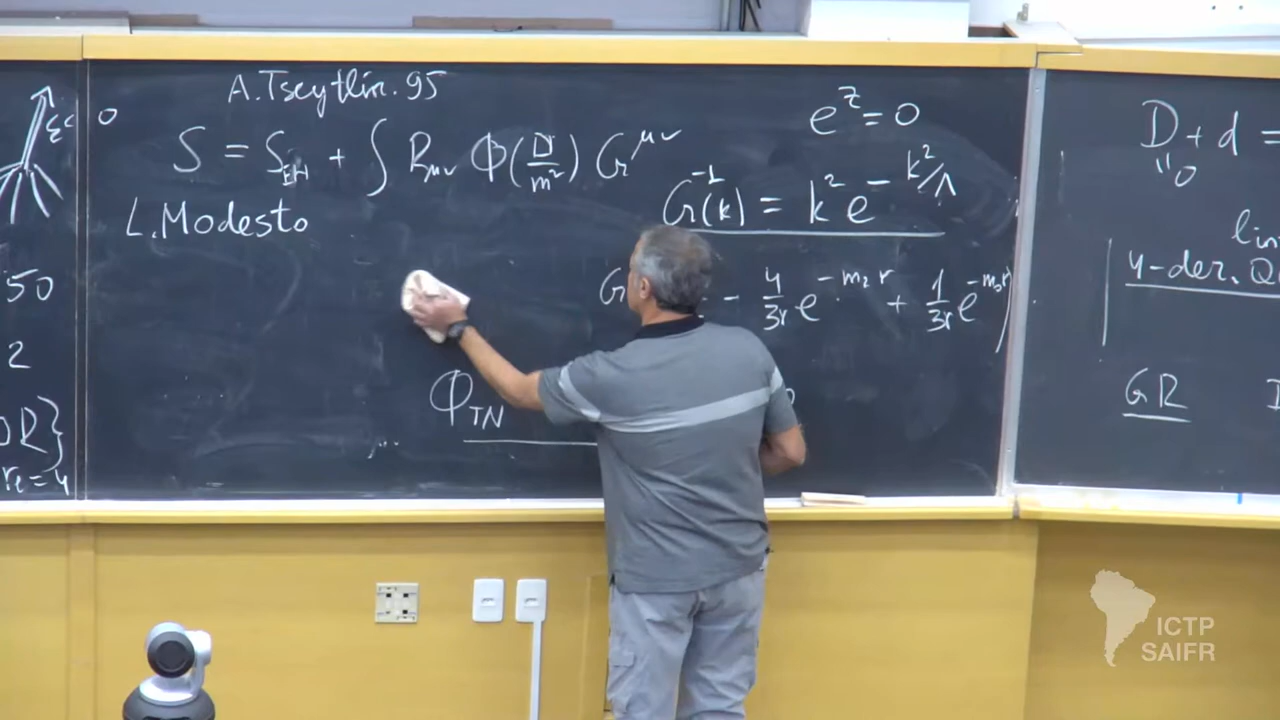 A.Tseytlin.95
S = S_EH + ∫ R_μν Φ(□/m²) G^μν
L.Modesto
e^z = 0
G^-1(k) = k² e^-k²/Λ
- 4/3r e^-m₂r + 1/3r e^-m₀r
φ_TN
50
2
R}
= 4
D + d =
"0
4-der.
GR
ICTP
SAIFR